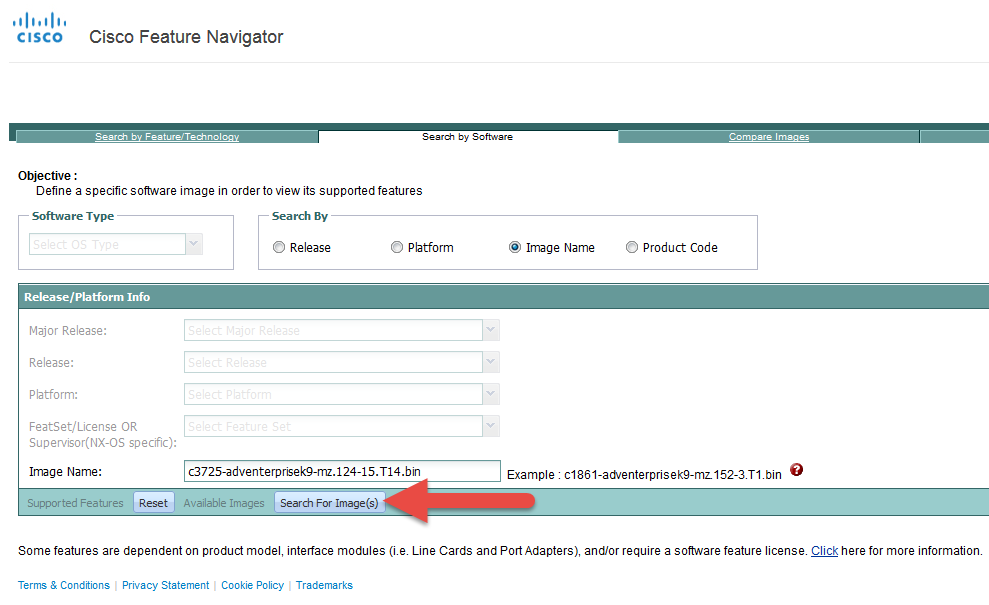 CISCO
Cisco Feature Navigator
Search by Feature/Technology
Search by Software
Compare Images
Objective :
Define a specific software image in order to view its supported features
Software Type
Select OS Type
Search By
Release
Platform
Image Name
Product Code
Release/Platform Info
Major Release:
Select Major Release
Release:
Select Release
Platform:
Select Platform
FeatSet/License OR
Supervisor(NX-OS specific):
Select Feature Set
Image Name:
c3725-adventerprisek9-mz.124-15.T14.bin
Example : c1861-adventerprisek9-mz.152-3.T1.bin ?
Supported Features Reset Available Images Search For Image(s)
Some features are dependent on product model, interface modules (i.e. Line Cards and Port Adapters), and/or require a software feature license. Click here for more information.
Terms & Conditions | Privacy Statement | Cookie Policy | Trademarks